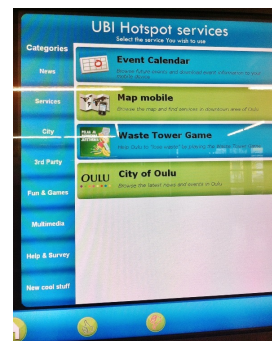 UBI Hotspot services
Select the service You wish to use
Categories
News
Services
City
3rd Party
Fun & Games
Multimedia
Help & Survey
New cool stuff
Event Calendar
Map mobile
Browse the map and find services in downtown area of Oulu
Waste Tower Game
OULU
City of Oulu
Browse the latest news and events in Oulu